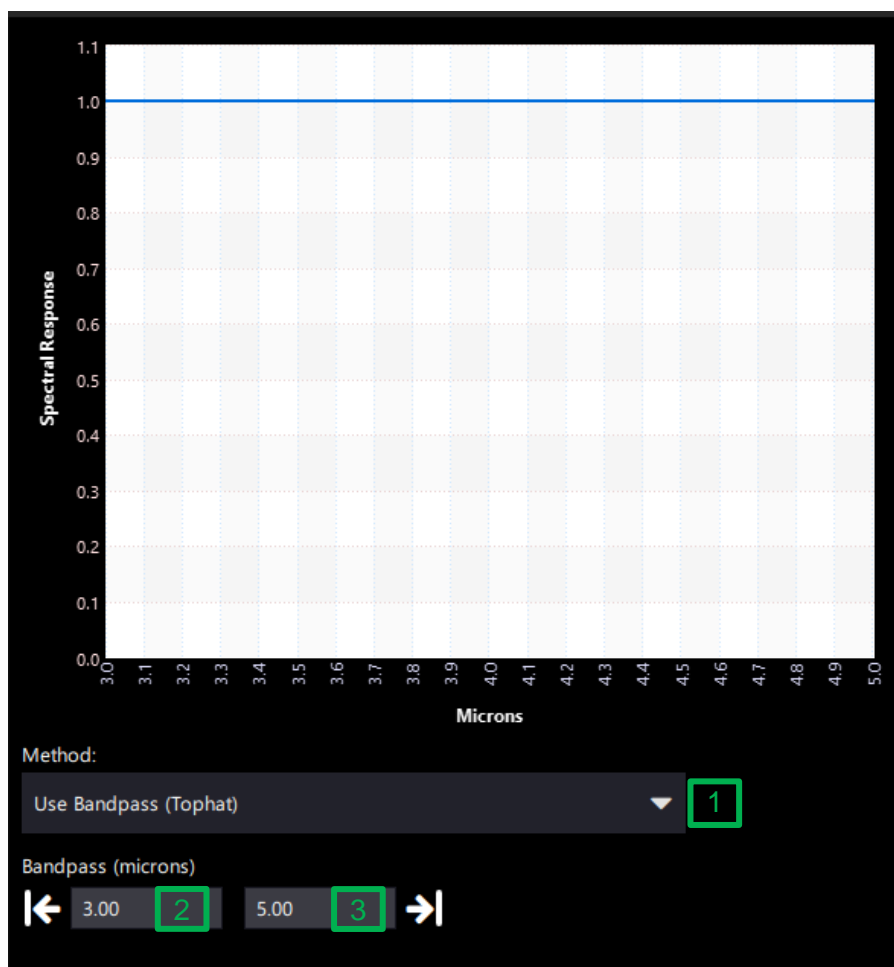 1.1
1.0
0.9
0.8
0.7
0.6
0.5
0.4
0.3
0.2
0.1
0.0
Spectral Response
3.0 3.1 3.2 3.3 3.4 3.5 3.6 3.7 3.8 3.9 4.0 4.1 4.2 4.3 4.4 4.5 4.6 4.7 4.8 4.9 5.0
Microns
Method:
Use Bandpass (Tophat) 1
Bandpass (microns)
3.00 2 5.00 3